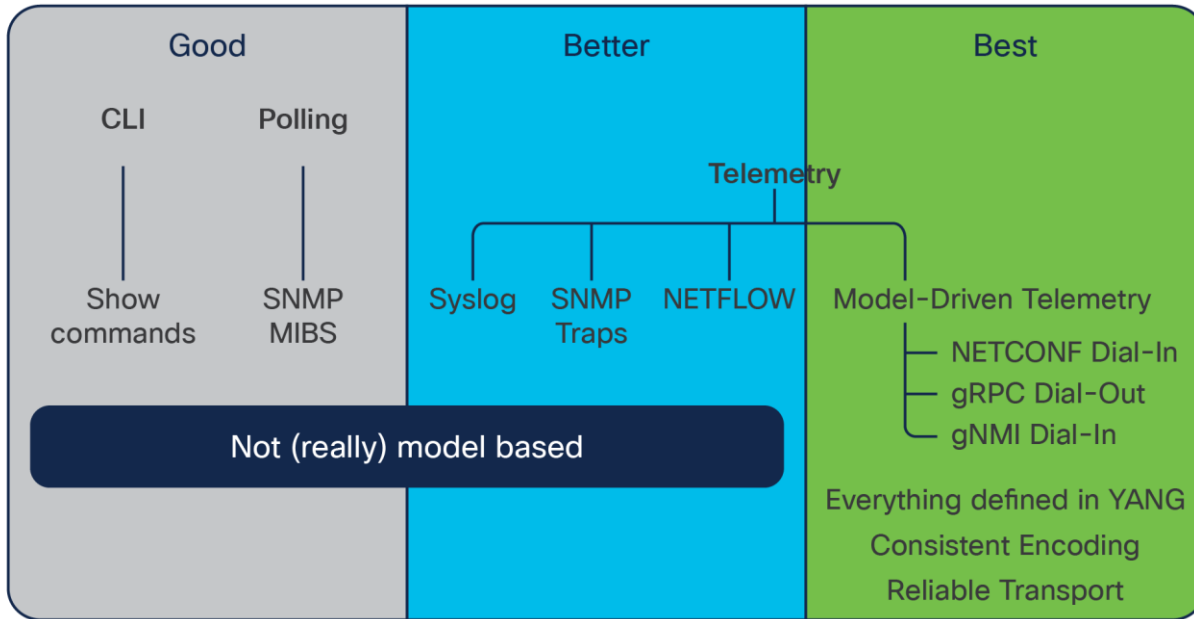 Good
CLI
Polling
Show
commands
SNMP
MIBS
Better
Telemetry
Syslog
SNMP
Traps
NETFLOW
Not (really) model based
Best
Model-Driven Telemetry
NETCONF Dial-In
gRPC Dial-Out
gNMI Dial-In
Everything defined in YANG
Consistent Encoding
Reliable Transport